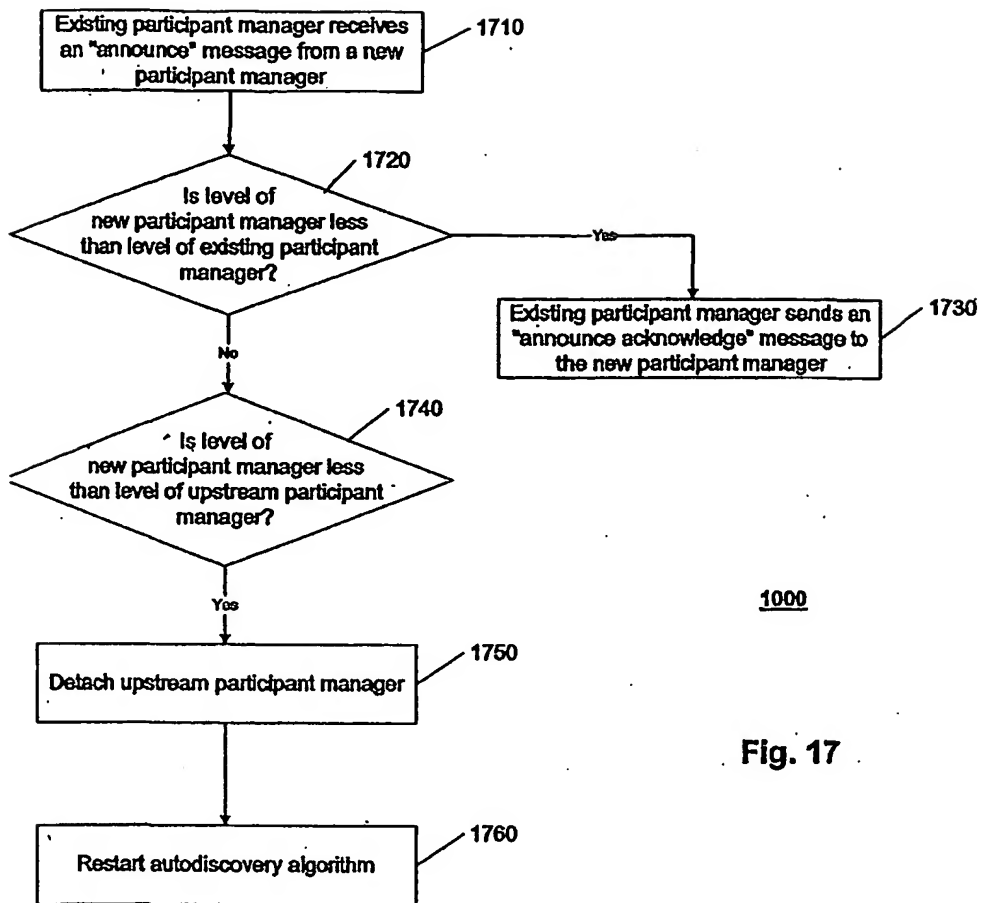 Existing participant manager receives
an "announce" message from a new
participant manager
1710
1720
Is level of
new participant manager less
than level of existing participant
manager?
Yes
Existing participant manager sends an
"announce acknowledge" message to
the new participant manager
1730
No
1740
Is level of
new participant manager less
than level of upstream participant
manager?
Yes
1000
Detach upstream participant manager
1750
Fig. 17
Restart autodiscovery algorithm
1760